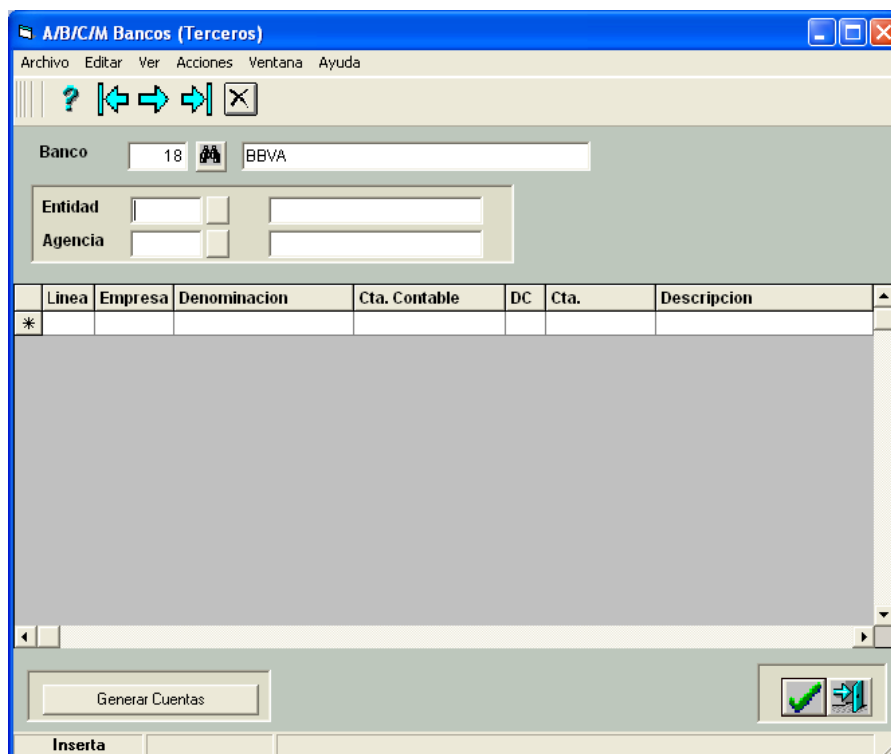 A/B/C/M Bancos (Terceros)
Archivo Editar Ver Acciones Ventana Ayuda
Banco 18 BBVA
Entidad
Agencia
Linea Empresa Denominacion Cta. Contable DC Cta. Descripcion
Generar Cuentas
Inserta